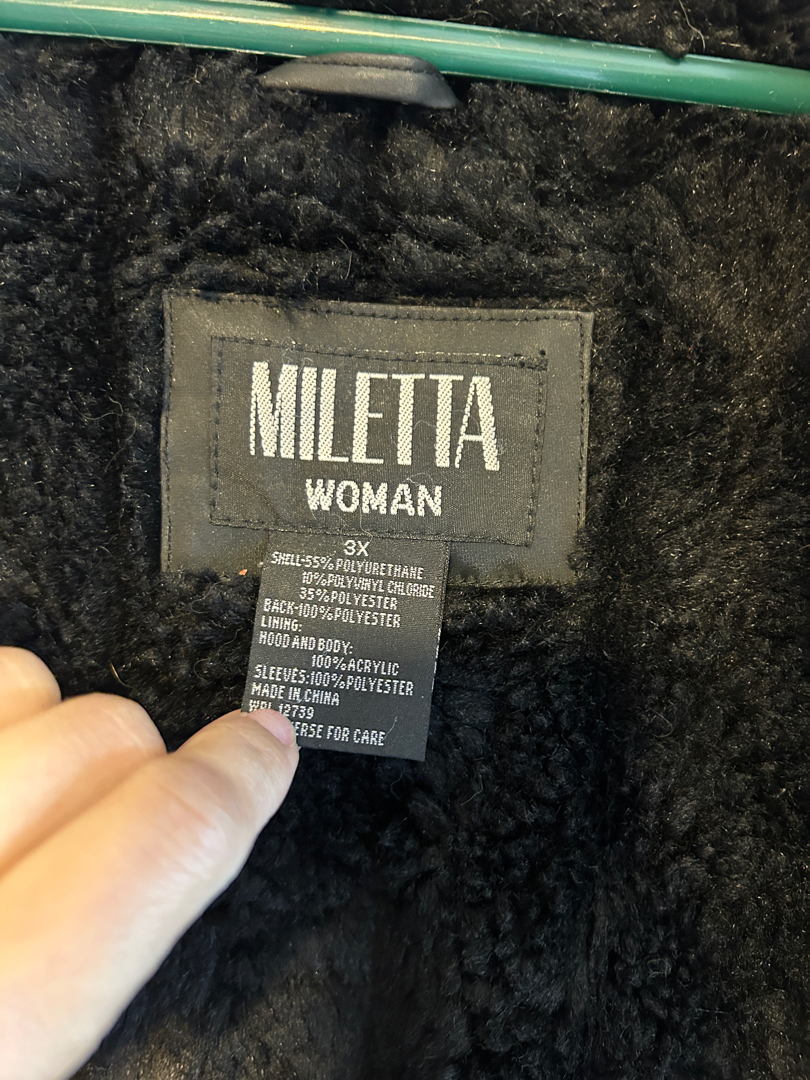 MILETTA
WOMAN
3X
SHELL-55%POLYURETHANE
10%POLYVINYL CHLORIDE
35%POLYESTER
BACK-100%POLYESTER
LINING:
HOOD AND BODY:
100%ACRYLIC
SLEEVES:100%POLYESTER
MADE IN CHINA
12739
FOR CARE